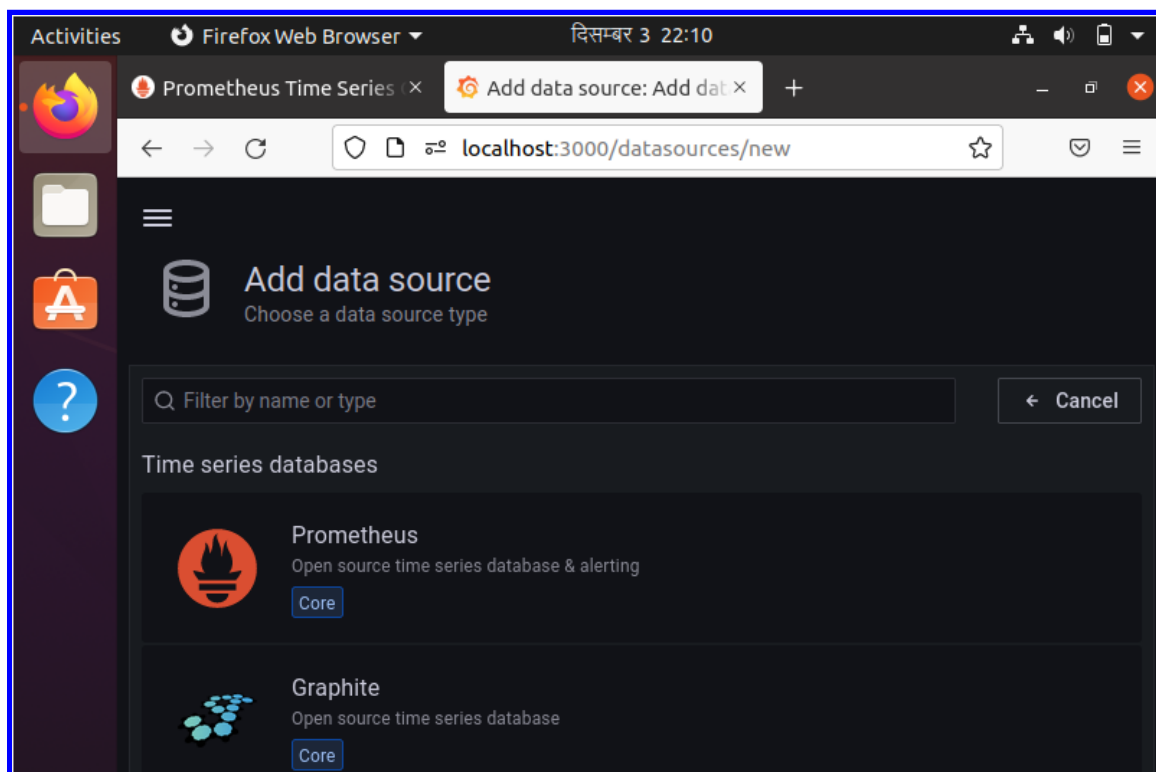 Activities Firefox Web Browser दिसम्बर 3 22:10
Prometheus Time Series Add data source: Add dat
localhost:3000/datasources/new
Add data source
Choose a data source type
Filter by name or type Cancel
Time series databases
Prometheus
Open source time series database & alerting
Core
Graphite
Open source time series database
Core